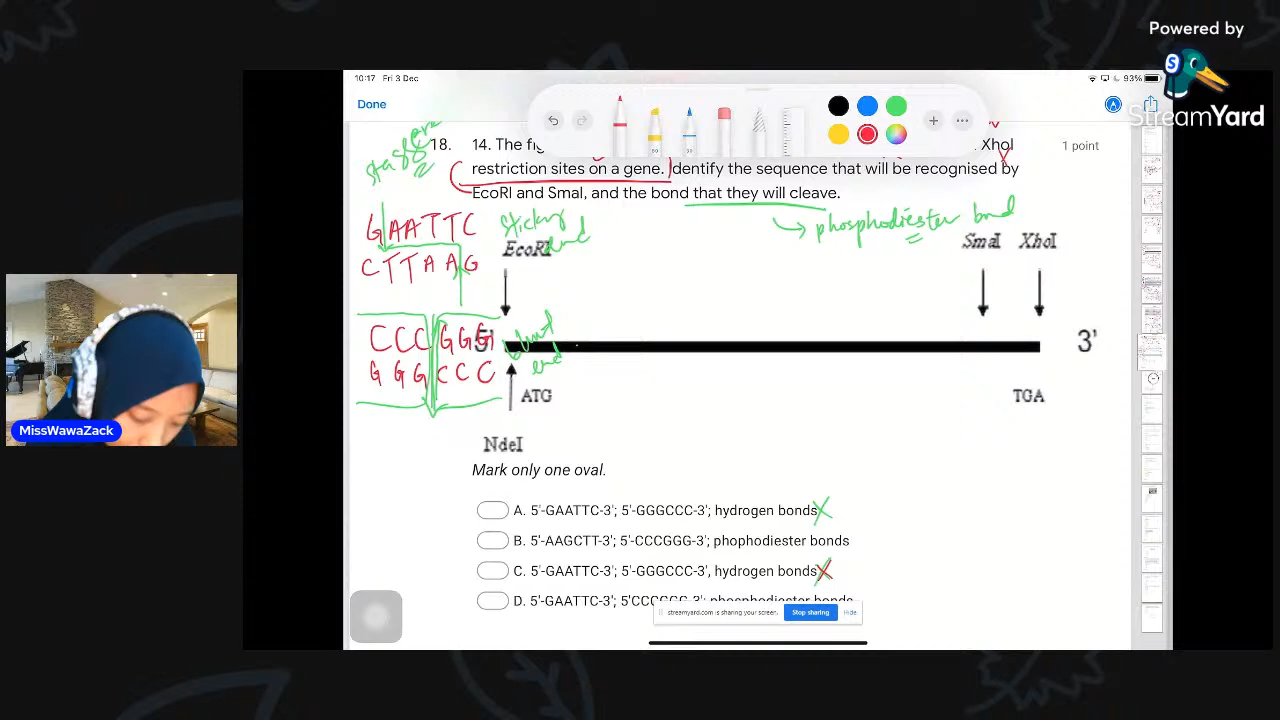 Powered by
S
StreamYard
10:17 Fri 3 Dec
93%
Done
18.
14. The fig
XhoI
1 point
restriction sites on a gene. Identify the sequence that will be recognised by
EcoRI and SmaI, and the bond that they will cleave.
phosphodiester bond
GAATTC
sticky
end
CTTAAG
EcoRI
SmaI
XhoI
CCCGGG
GGGCCC
blunt
end
5'
3'
ATG
TGA
NdeI
Mark only one oval.
A. 5'-GAATTC-3'; 5'-GGGCCC-3'; hydrogen bonds
B. 5'-AAGCTT-3'; 5'-CCCGGG-3'; phophodiester bonds
C. 5'-GAATTC-3'; 5'-GGGCCC-3', hydrogen bonds
D. 5'-GAATTC-3'; 5'CCCGGG-3'; phosphodiester bonds
streamyard.com is sharing your screen.
Stop sharing
Hide
MissWawaZack